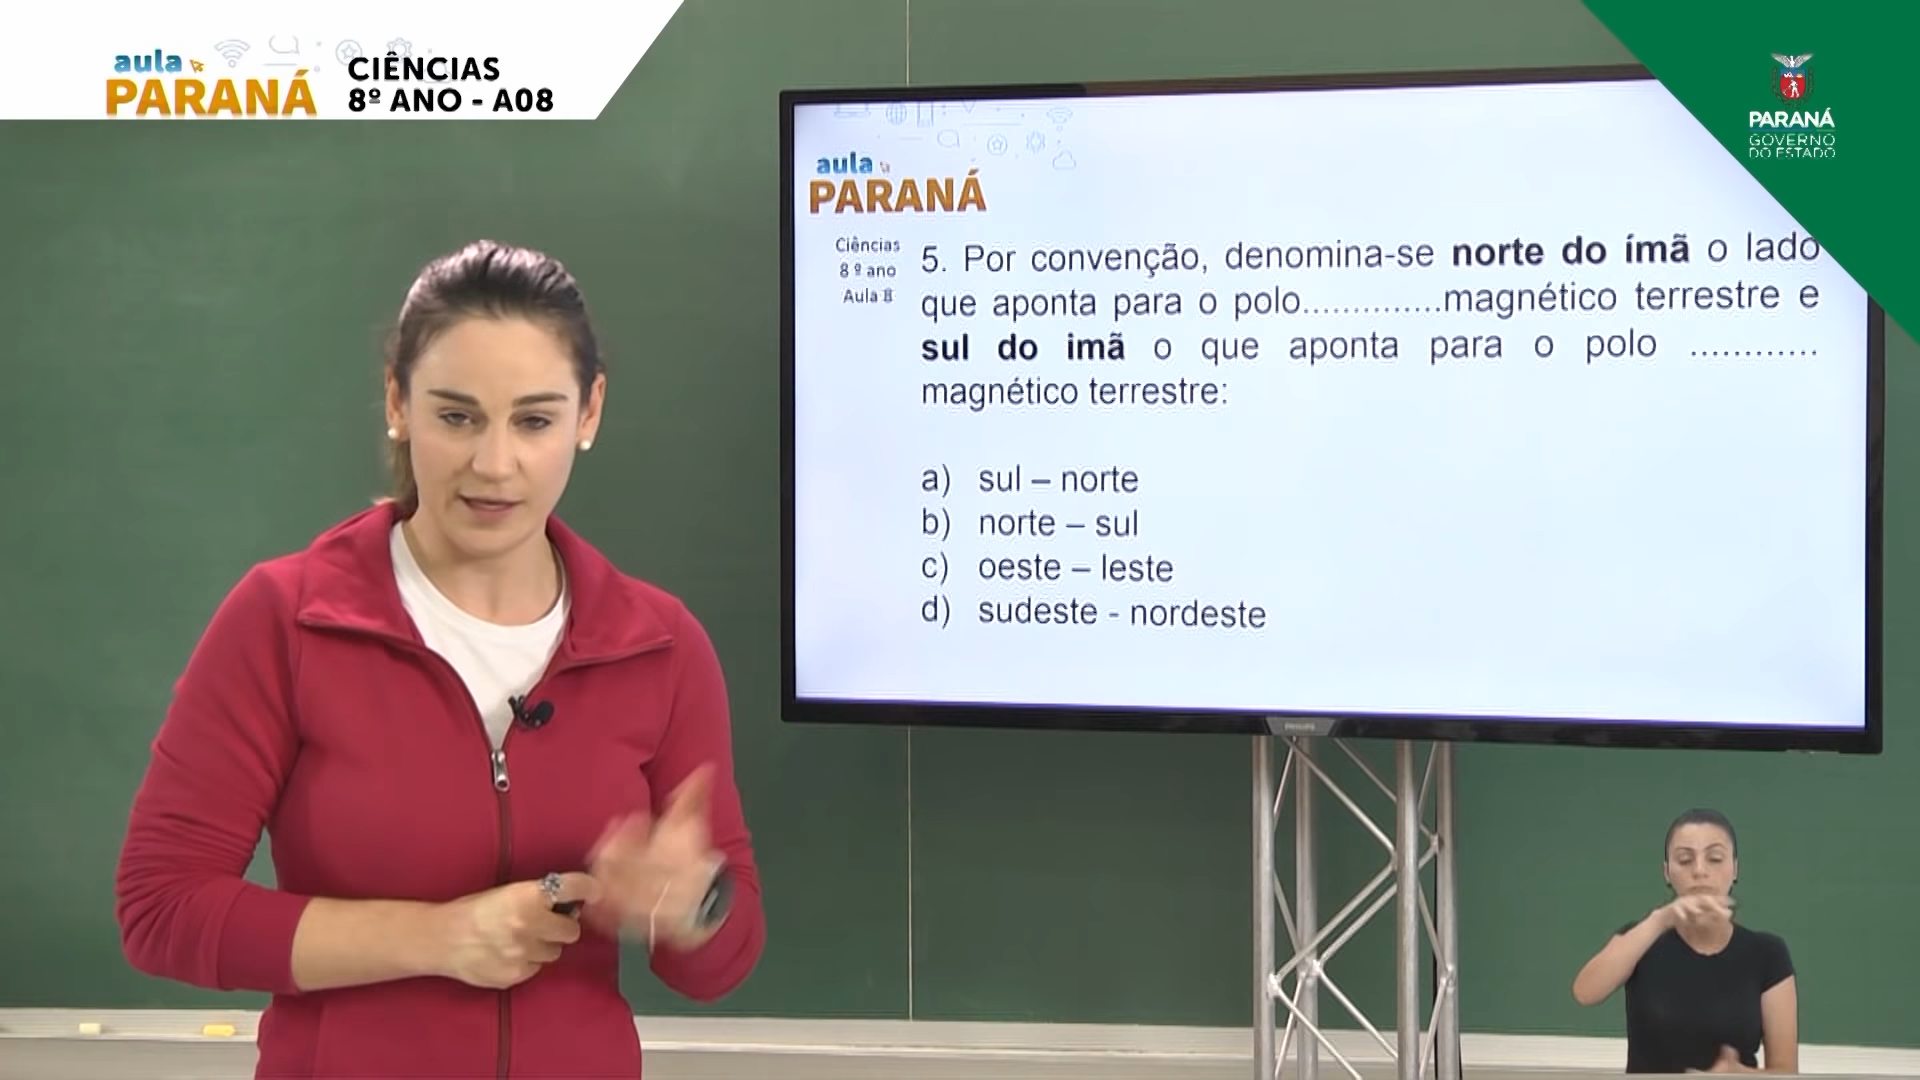 aula
PARANÁ
CIÊNCIAS
8º ANO - A08
PARANÁ
GOVERNO
DO ESTADO
aula
PARANÁ
Ciências
8 º ano
Aula 8
5. Por convenção, denomina-se norte do ímã o lado
que aponta para o polo..............magnético terrestre e
sul do imã o que aponta para o polo ............
magnético terrestre:
a) sul – norte
b) norte – sul
c) oeste – leste
d) sudeste - nordeste
PHILIPS